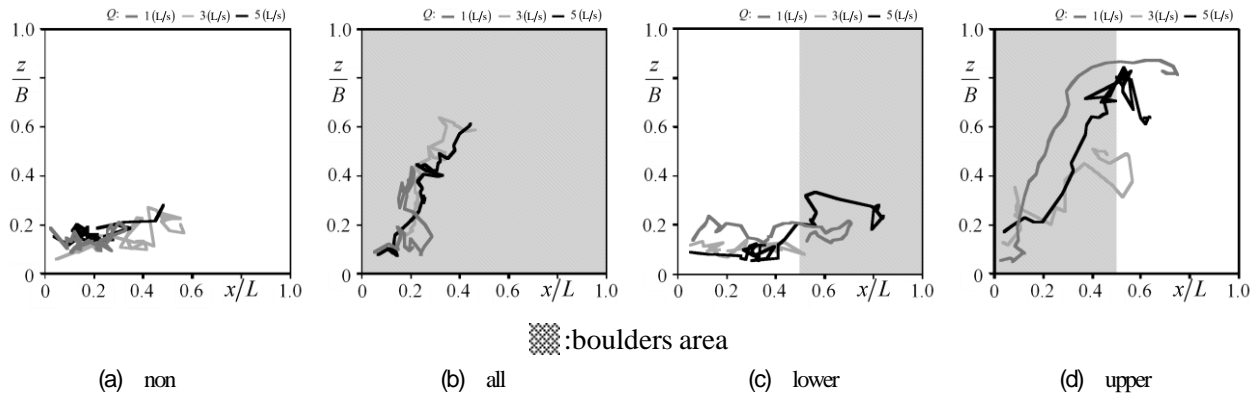 Q: 1(L/s) 3(L/s) 5(L/s)
1.0
z/B
0.6
0.4
0.2
0
0 0.2 0.4 x/L 1.0
Q: 1(L/s) 3(L/s) 5(L/s)
1.0
z/B
0.6
0.4
0.2
0
0 0.2 0.4 x/L 1.0
Q: 1(L/s) 3(L/s) 5(L/s)
1.0
z/B
0.6
0.4
0.2
0
0 0.2 0.4 0.6 x/L 1.0
Q: 1(L/s) 3(L/s) 5(L/s)
1.0
z/B
0.6
0.4
0.2
0
0 0.2 0.4 0.6 x/L 1.0
:boulders area
(a) non
(b) all
(c) lower
(d) upper